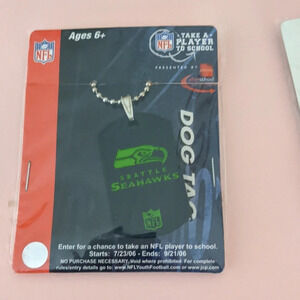 Ages 6+
NFL
TAKE A
PLAYER
TO SCHOOL
PRESENTED BY
NFL
DOG TAG
SEATTLE
SEAHAWKS
NFL
Enter for a chance to take an NFL player to school.
Starts: 7/23/06 - Ends: 9/21/06
NO PURCHASE NECESSARY. Void where prohibited. For complete
rules/entry details go to: www.NFLYouthFootball.com or www.jcp.com